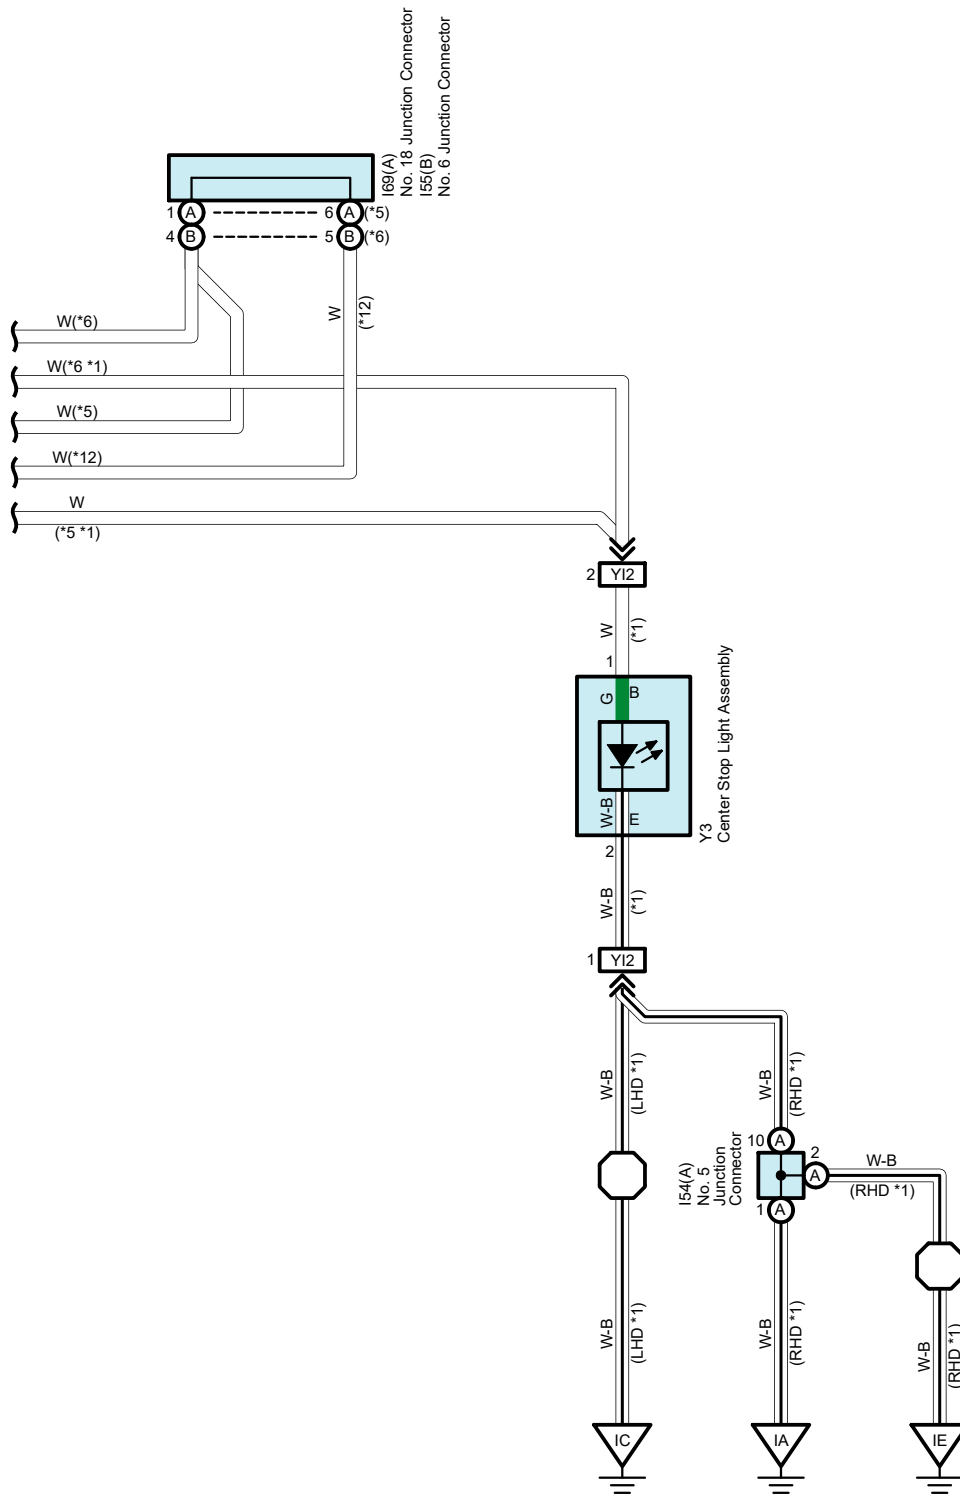 I69(A)
No. 18 Junction Connector
I55(B)
No. 6 Junction Connector
1 A 6 A (*5)
4 B 5 B (*6)
W
(*12)
W(*6)
W(*6 *1)
W(*5)
W(*12)
W
(*5 *1)
2 YI2
W
(*1)
1
G B
W-B E
2
Y3
Center Stop Light Assembly
W-B
(*1)
1 YI2
W-B
(LHD *1)
W-B
(RHD *1)
I54(A)
No. 5
Junction
Connector
10 A
2
A
1 A
W-B
(RHD *1)
W-B
(LHD *1)
W-B
(RHD *1)
W-B
(RHD *1)
IC IA IE